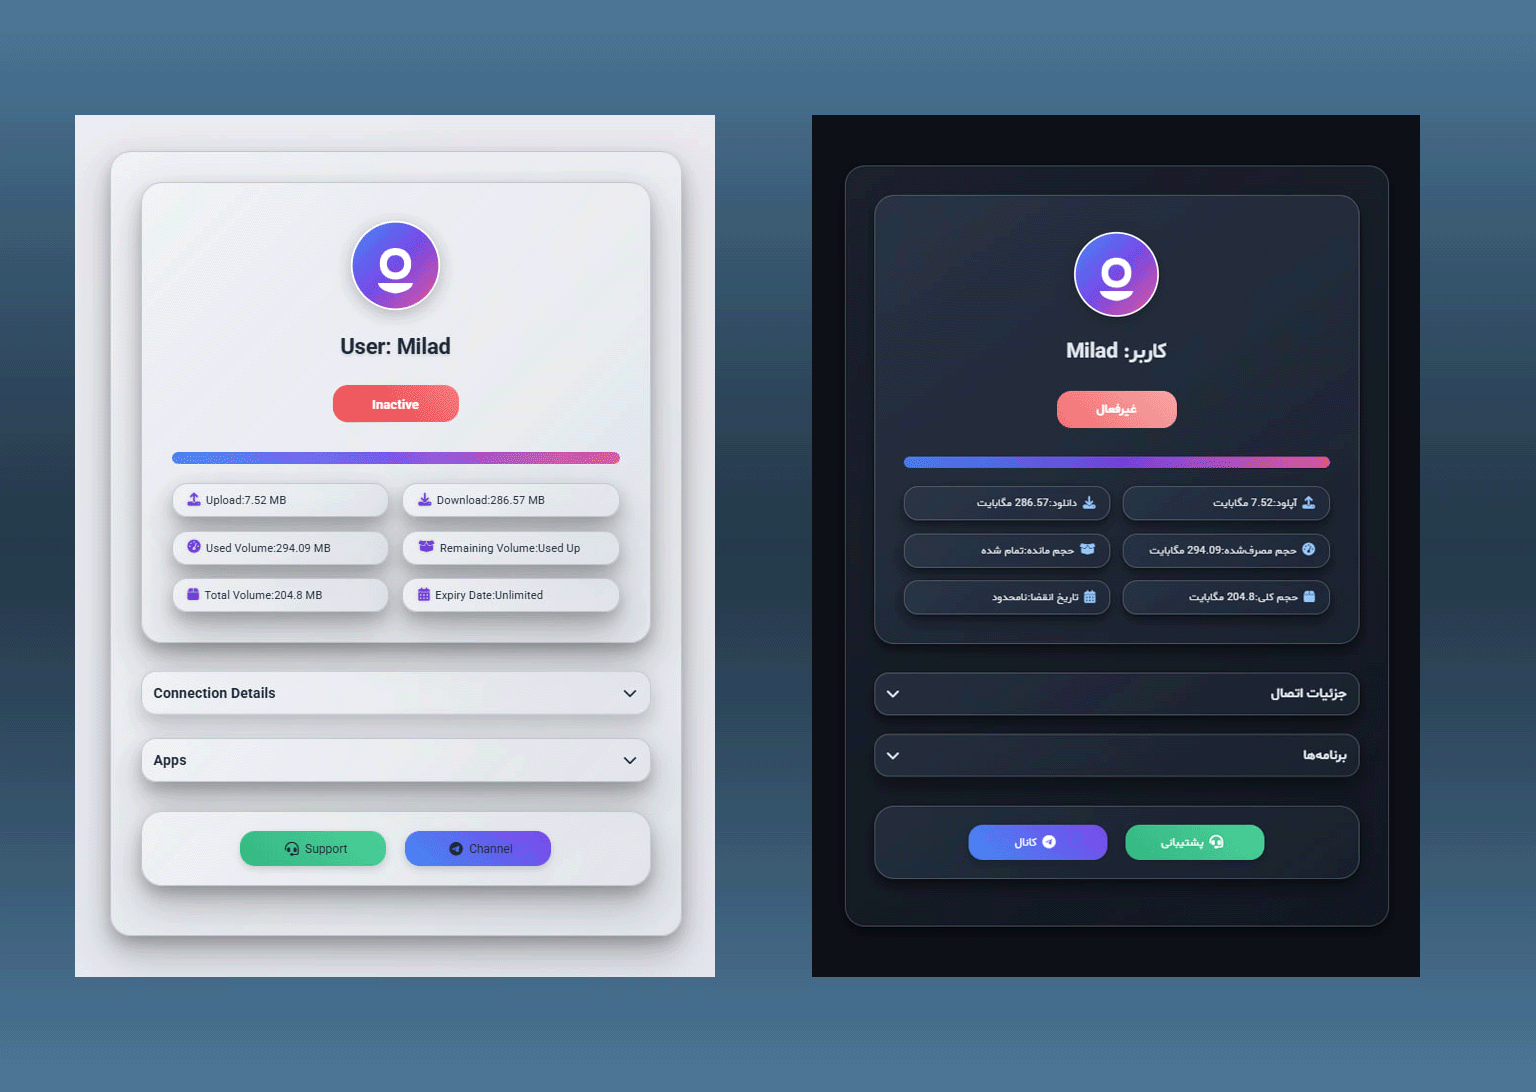 User: Milad
Inactive
Upload:7.52 MB
Download:286.57 MB
Used Volume:294.09 MB
Remaining Volume:Used Up
Total Volume:204.8 MB
Expiry Date:Unlimited
Connection Details
Apps
Support
Channel
کاربر: Milad
غیرفعال
آپلود:7.52 مگابایت
دانلود:286.57 مگابایت
حجم مصرف‌شده:294.09 مگابایت
حجم مانده:تمام شده
حجم کلی:204.8 مگابایت
تاریخ انقضا:نامحدود
جزئیات اتصال
برنامه‌ها
پشتیبانی
کانال